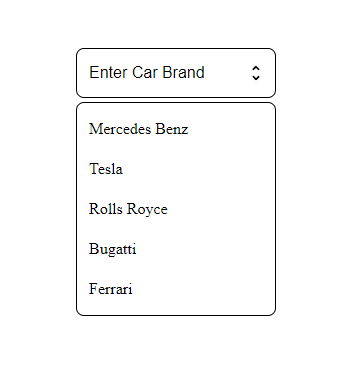 Enter Car Brand
Mercedes Benz
Tesla
Rolls Royce
Bugatti
Ferrari